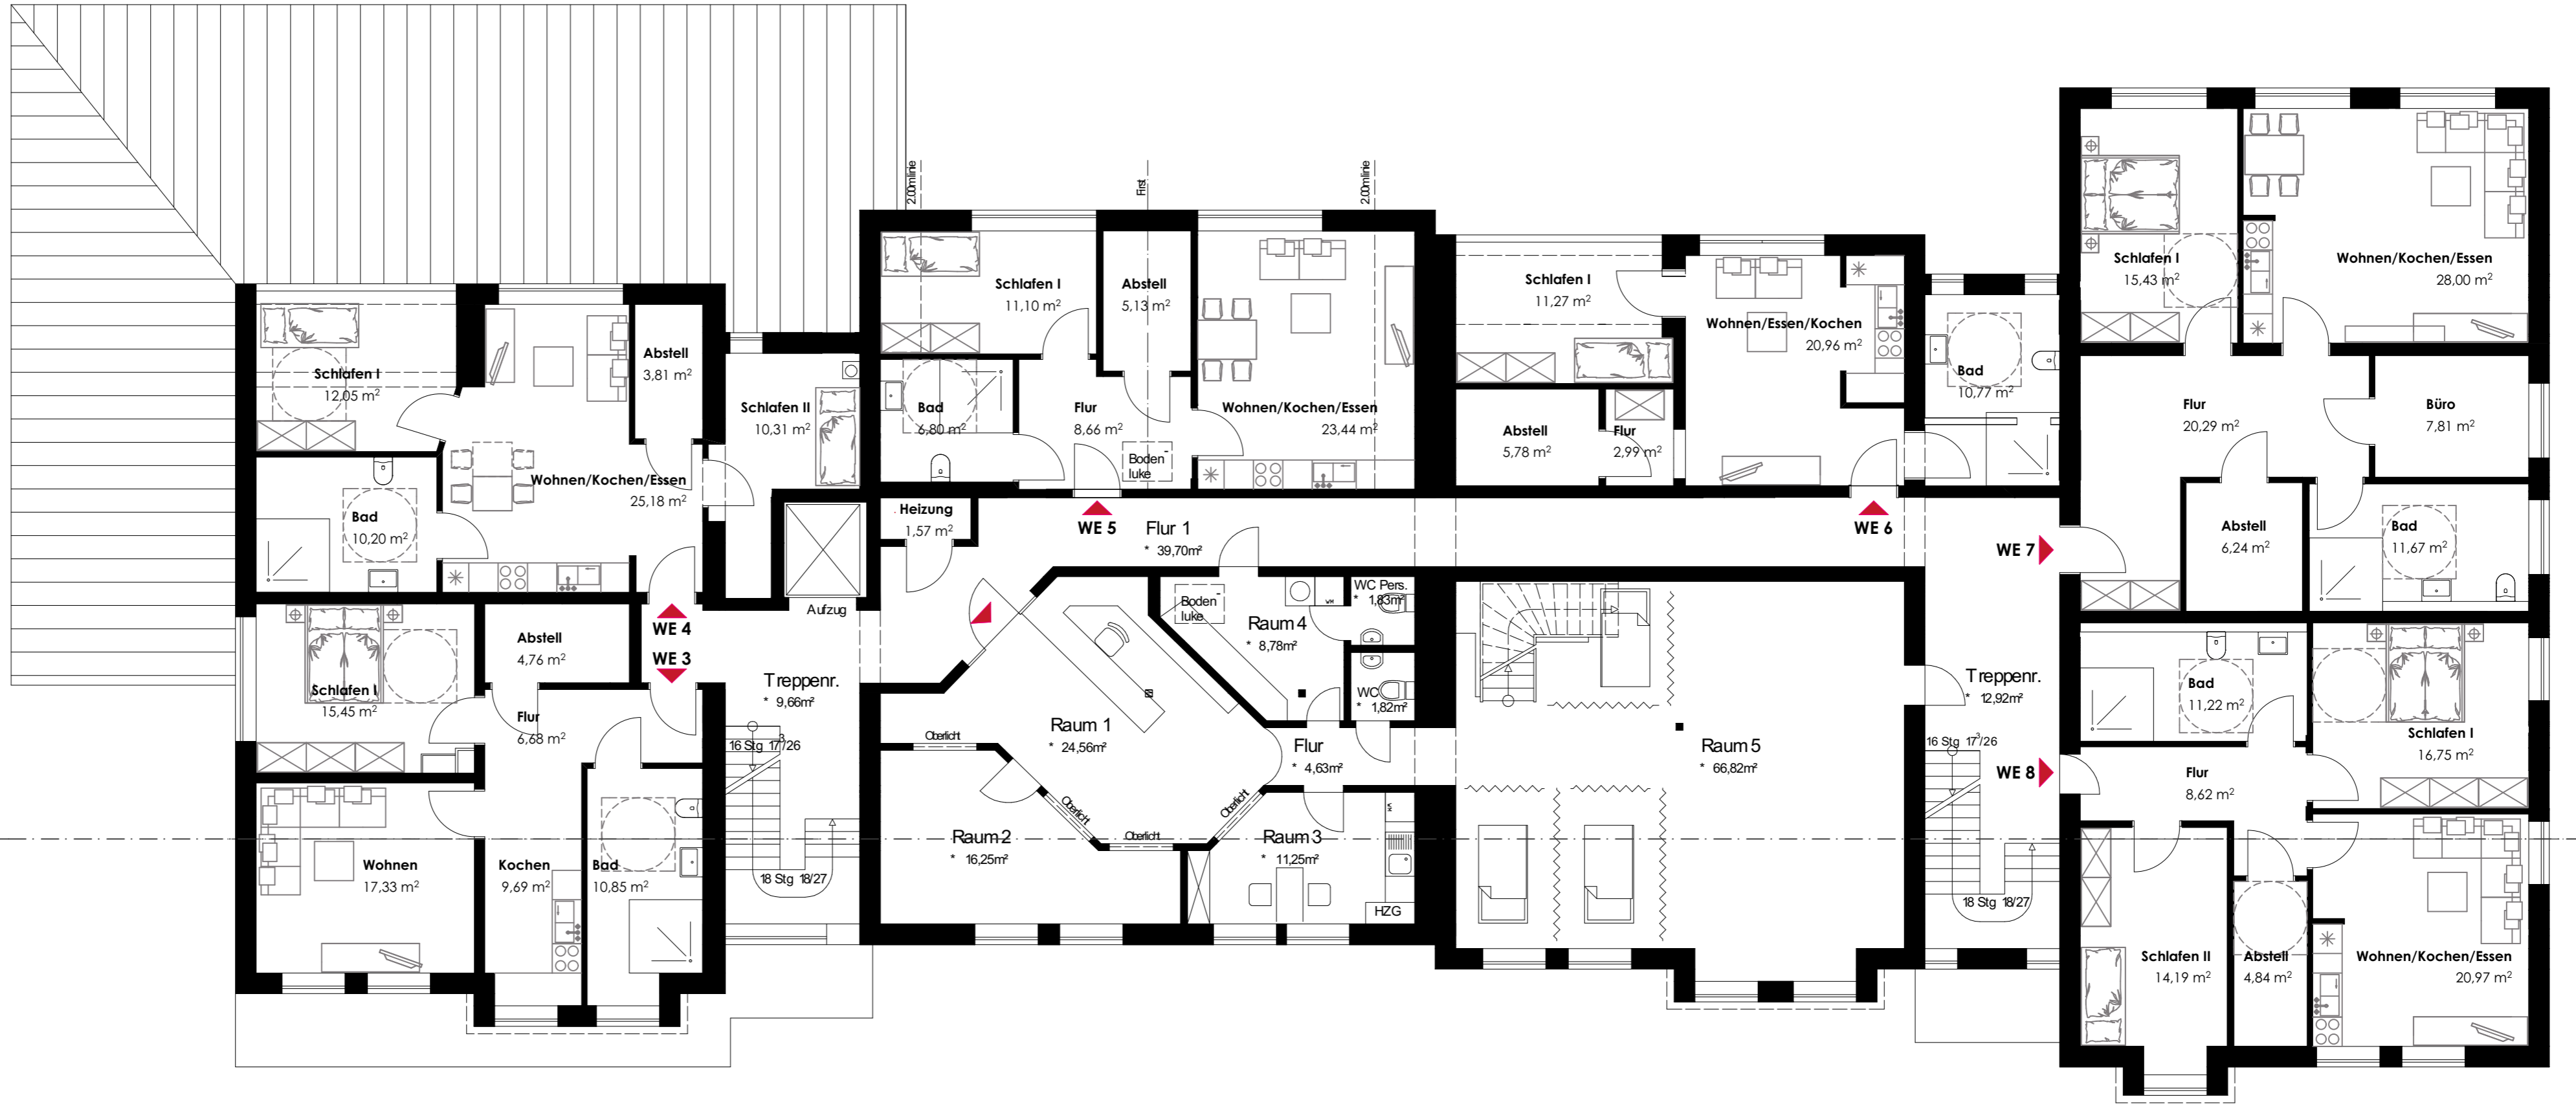 2.00mlinie
First
2.00mlinie
Schlafen I
12,05 m²
Abstell
3,81 m²
Wohnen/Kochen/Essen
25,18 m²
Bad
10,20 m²
Schlafen II
10,31 m²
WE 4
WE 3
Schlafen I
15,45 m²
Abstell
4,76 m²
Flur
6,68 m²
Wohnen
17,33 m²
Kochen
9,69 m²
Bad
10,85 m²
Aufzug
Treppenr.
* 9,66m²
16 Stg 17³/26
18 Stg 18/27
Schlafen I
11,10 m²
Abstell
5,13 m²
Bad
6,80 m²
Flur
8,66 m²
Boden-
luke
Wohnen/Kochen/Essen
23,44 m²
Heizung
1,57 m²
WE 5
Flur 1
* 39,70m²
Boden-
luke
WM
Raum 4
* 8,78m²
WC Pers.
* 1,83m²
WC
* 1,82m²
Raum 1
* 24,56m²
Flur
* 4,63m²
Oberlicht
Oberlicht
Oberlicht
Oberlicht
Raum 2
* 16,25m²
Raum 3
* 11,25m²
HZG
Schlafen I
11,27 m²
Wohnen/Essen/Kochen
20,96 m²
Abstell
5,78 m²
Flur
2,99 m²
Bad
10,77 m²
WE 6
Raum 5
* 66,82m²
Treppenr.
* 12,92m²
16 Stg 17³/26
18 Stg 18/27
WE 7
WE 8
Schlafen I
15,43 m²
Wohnen/Kochen/Essen
28,00 m²
Flur
20,29 m²
Büro
7,81 m²
Abstell
6,24 m²
Bad
11,67 m²
Bad
11,22 m²
Schlafen I
16,75 m²
Flur
8,62 m²
Schlafen II
14,19 m²
Abstell
4,84 m²
Wohnen/Kochen/Essen
20,97 m²